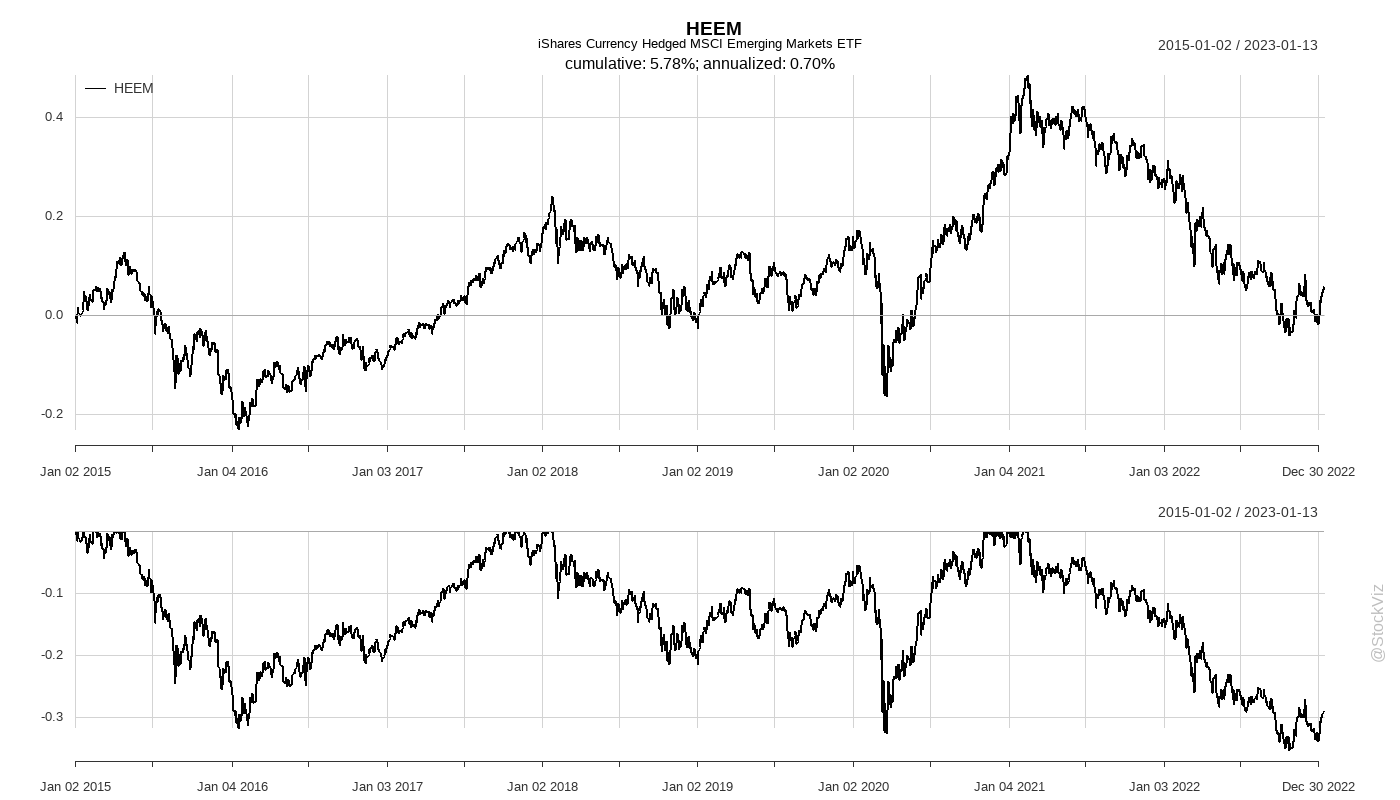 HEEM
iShares Currency Hedged MSCI Emerging Markets ETF
2015-01-02 / 2023-01-13
cumulative: 5.78%; annualized: 0.70%
HEEM
0.4
0.2
0.0
-0.2
Jan 02 2015 Jan 04 2016 Jan 03 2017 Jan 02 2018 Jan 02 2019 Jan 02 2020 Jan 04 2021 Jan 03 2022 Dec 30 2022
2015-01-02 / 2023-01-13
-0.1
-0.2
-0.3
@StockViz
Jan 02 2015 Jan 04 2016 Jan 03 2017 Jan 02 2018 Jan 02 2019 Jan 02 2020 Jan 04 2021 Jan 03 2022 Dec 30 2022